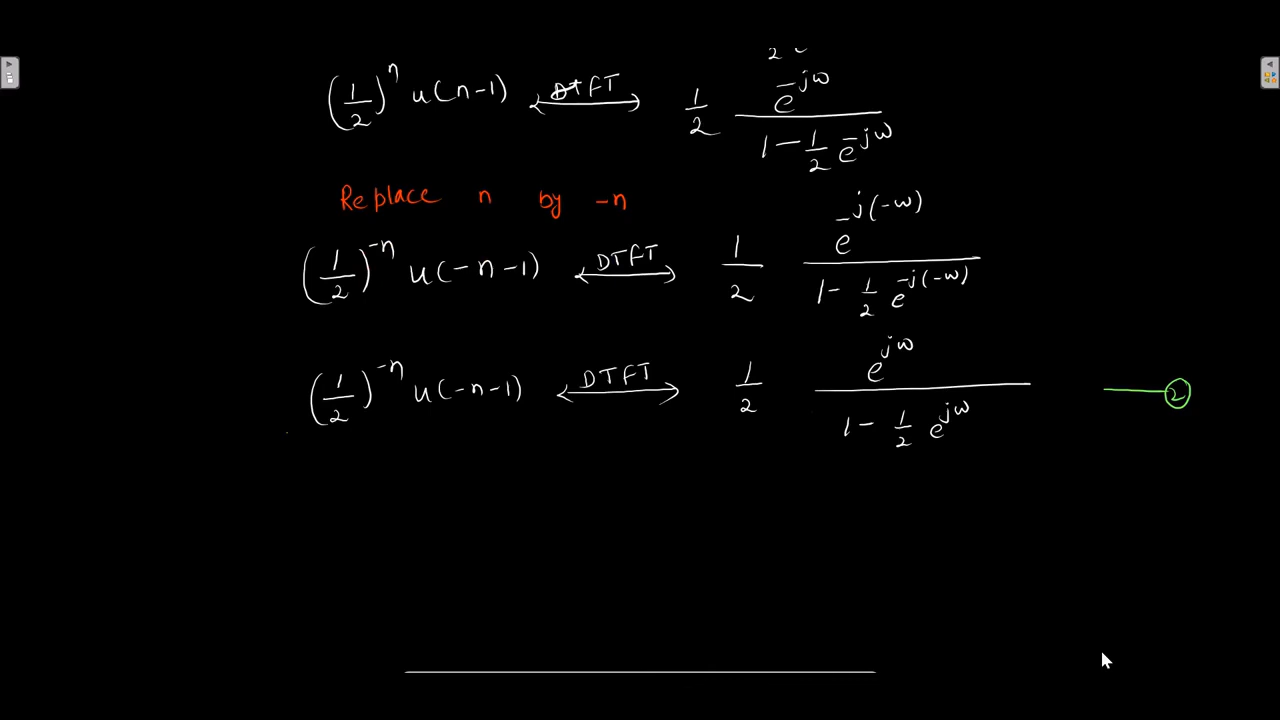 (1/2)^n u(n-1) <-DTFT-> 1/2 e^{-jω} / (1 - 1/2 e^{-jω})
Replace n by -n
(1/2)^{-n} u(-n-1) <-DTFT-> 1/2 e^{-j(-ω)} / (1 - 1/2 e^{-j(-ω)})
(1/2)^{-n} u(-n-1) <-DTFT-> 1/2 e^{jω} / (1 - 1/2 e^{jω}) — ②